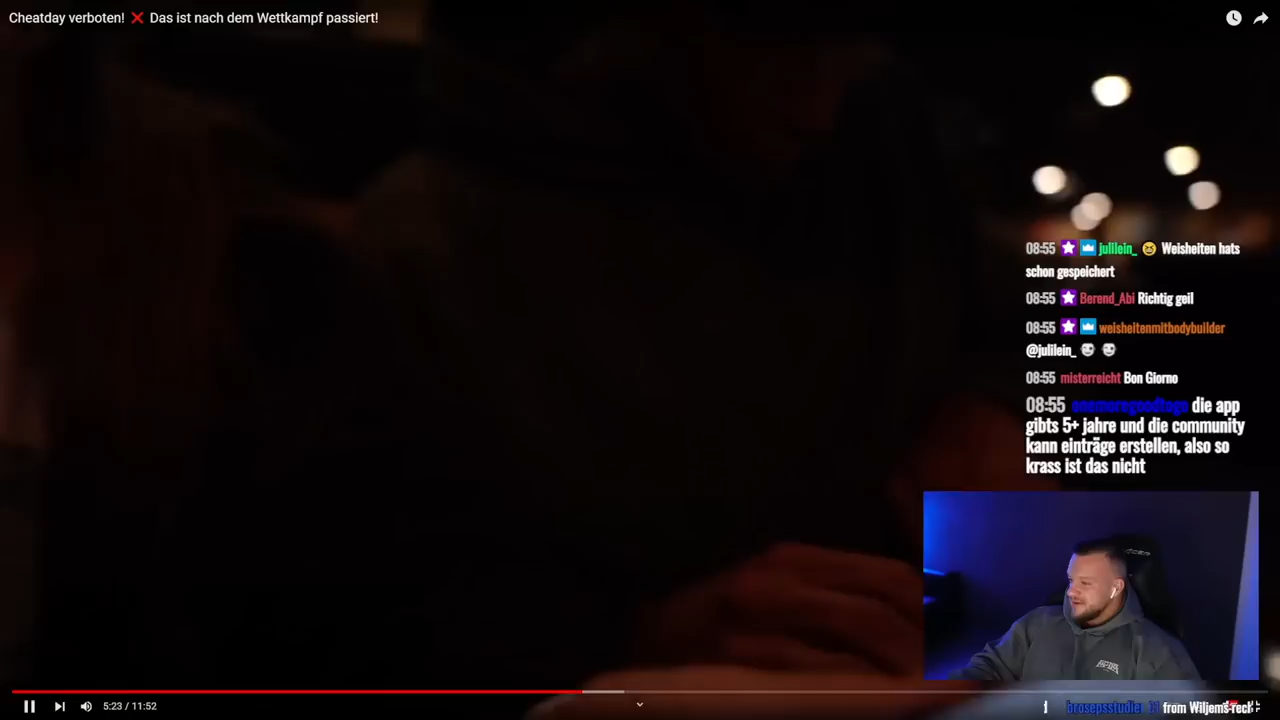 Cheatday verboten! ❌ Das ist nach dem Wettkampf passiert!
08:55 julilein_ 😆 Weisheiten hats
schon gespeichert
08:55 Berend_Abi Richtig geil
08:55 weisheitenmitbodybuilder
@julilein_
08:55 misterreicht Bon Giorno
08:55 onemoregoodtogo die app
gibts 5+ jahre und die community
kann einträge erstellen, also so
krass ist das nicht
5:23 / 11:52
from